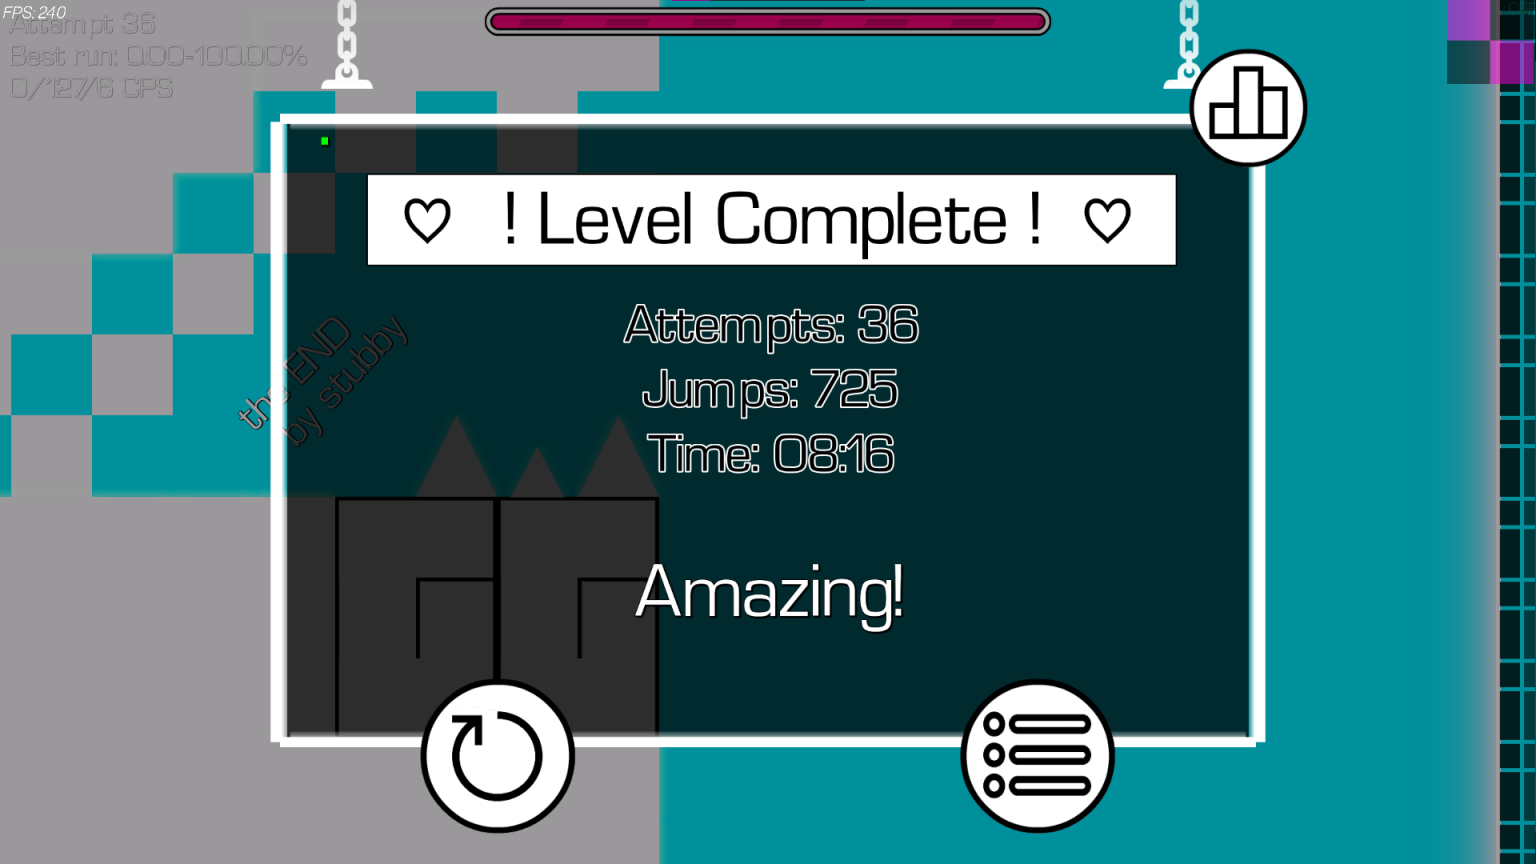 FPS: 240
Attempt 36
Best run: 0.00-100.00%
0/127/6 CPS
! Level Complete !
Attempts: 36
Jumps: 725
Time: 08:16
the END
by stubby
Amazing!